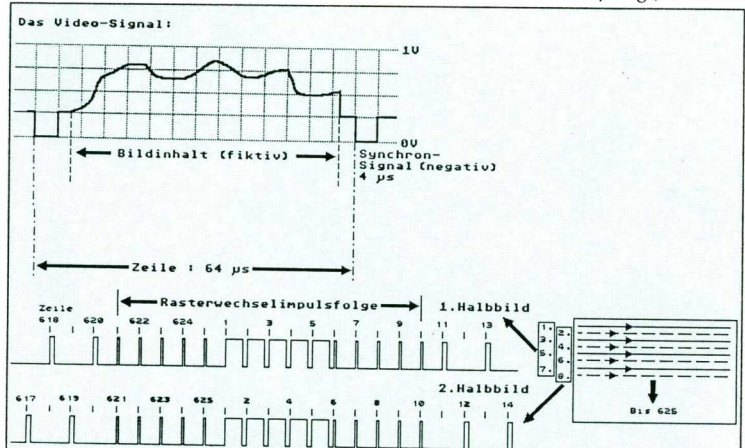 Das Video-Signal:
1V
0V
Bildinhalt (fiktiv)
Synchron-
Signal (negativ)
4 µs
Zeile : 64 µs
Rasterwechselimpulsfolge
1.Halbbild
Zeile
618 620 622 624 1 3 5 7 9 11 13
2.Halbbild
617 619 621 623 625 2 4 6 8 10 12 14
1.
2.
3.
4.
5.
6.
7.
8.
Bis 625